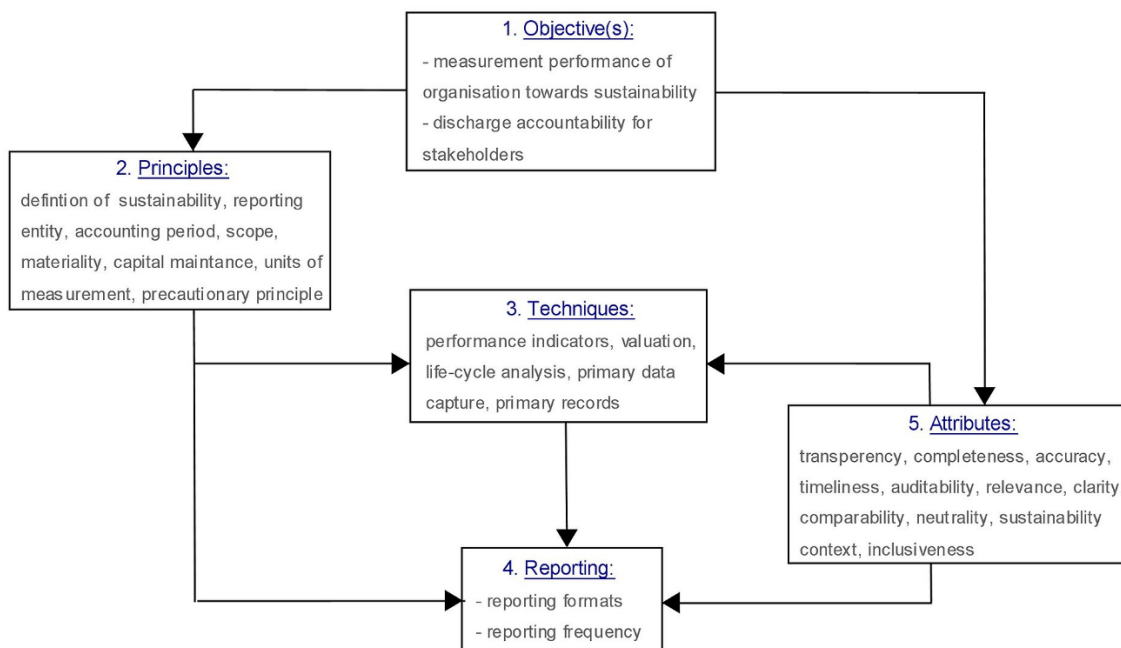 1. Objective(s):
- measurement performance of
organisation towards sustainability
- discharge accountability for
stakeholders
2. Principles:
defintion of sustainability, reporting
entity, accounting period, scope,
materiality, capital maintance, units of
measurement, precautionary principle
3. Techniques:
performance indicators, valuation,
life-cycle analysis, primary data
capture, primary records
5. Attributes:
transperency, completeness, accuracy,
timeliness, auditability, relevance, clarity
comparability, neutrality, sustainability
context, inclusiveness
4. Reporting:
- reporting formats
- reporting frequency